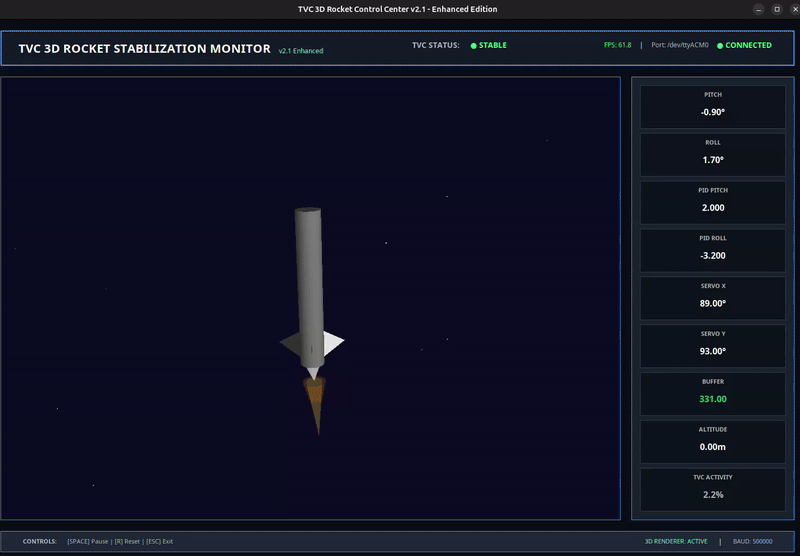 TVC 3D Rocket Control Center v2.1 - Enhanced Edition
TVC 3D ROCKET STABILIZATION MONITOR v2.1 Enhanced TVC STATUS: ● STABLE FPS: 61.8 | Port: /dev/ttyACM0 ● CONNECTED
PITCH
-0.90°
ROLL
1.70°
PID PITCH
2.000
PID ROLL
-3.200
SERVO X
89.00°
SERVO Y
93.00°
BUFFER
331.00
ALTITUDE
0.00m
TVC ACTIVITY
2.2%
CONTROLS: [SPACE] Pause | [R] Reset | [ESC] Exit 3D RENDERER: ACTIVE | BAUD: 500000